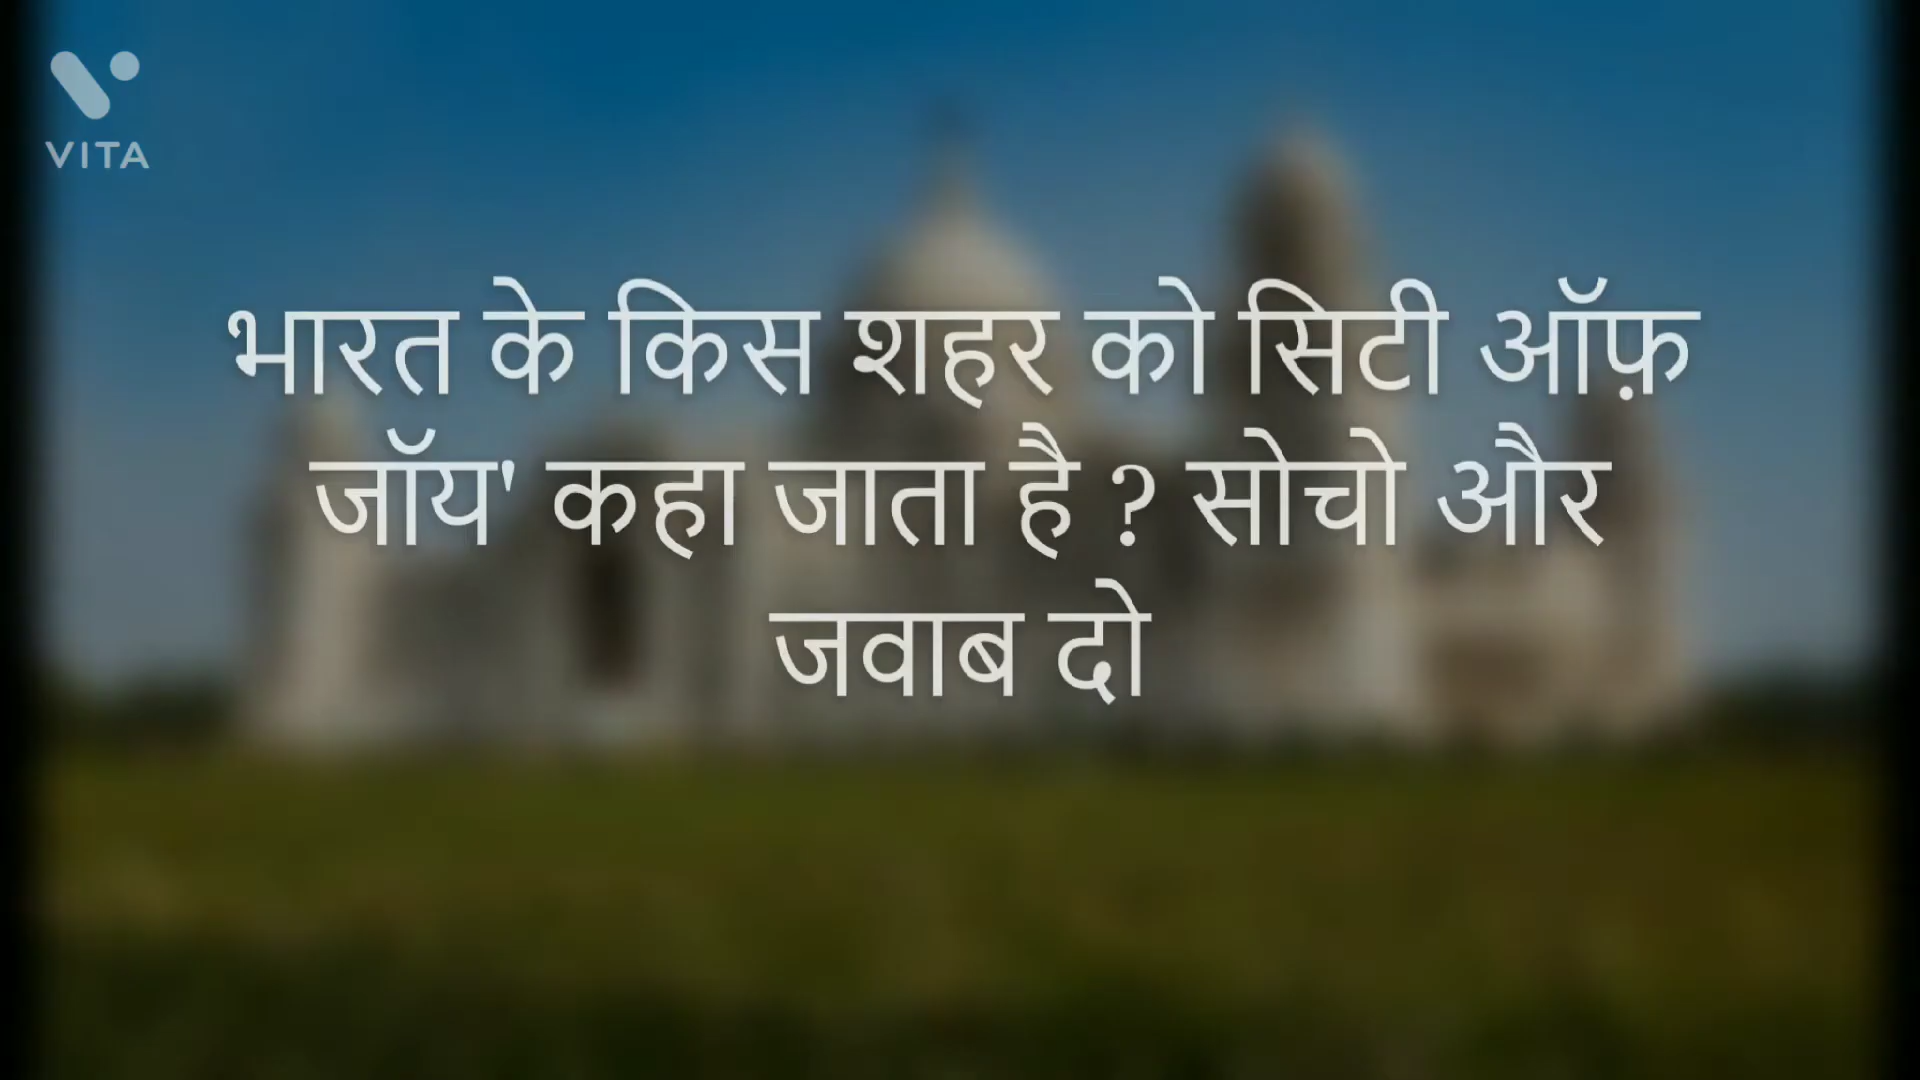 VITA
भारत के किस शहर को सिटी ऑफ़
जॉय' कहा जाता है ? सोचो और
जवाब दो